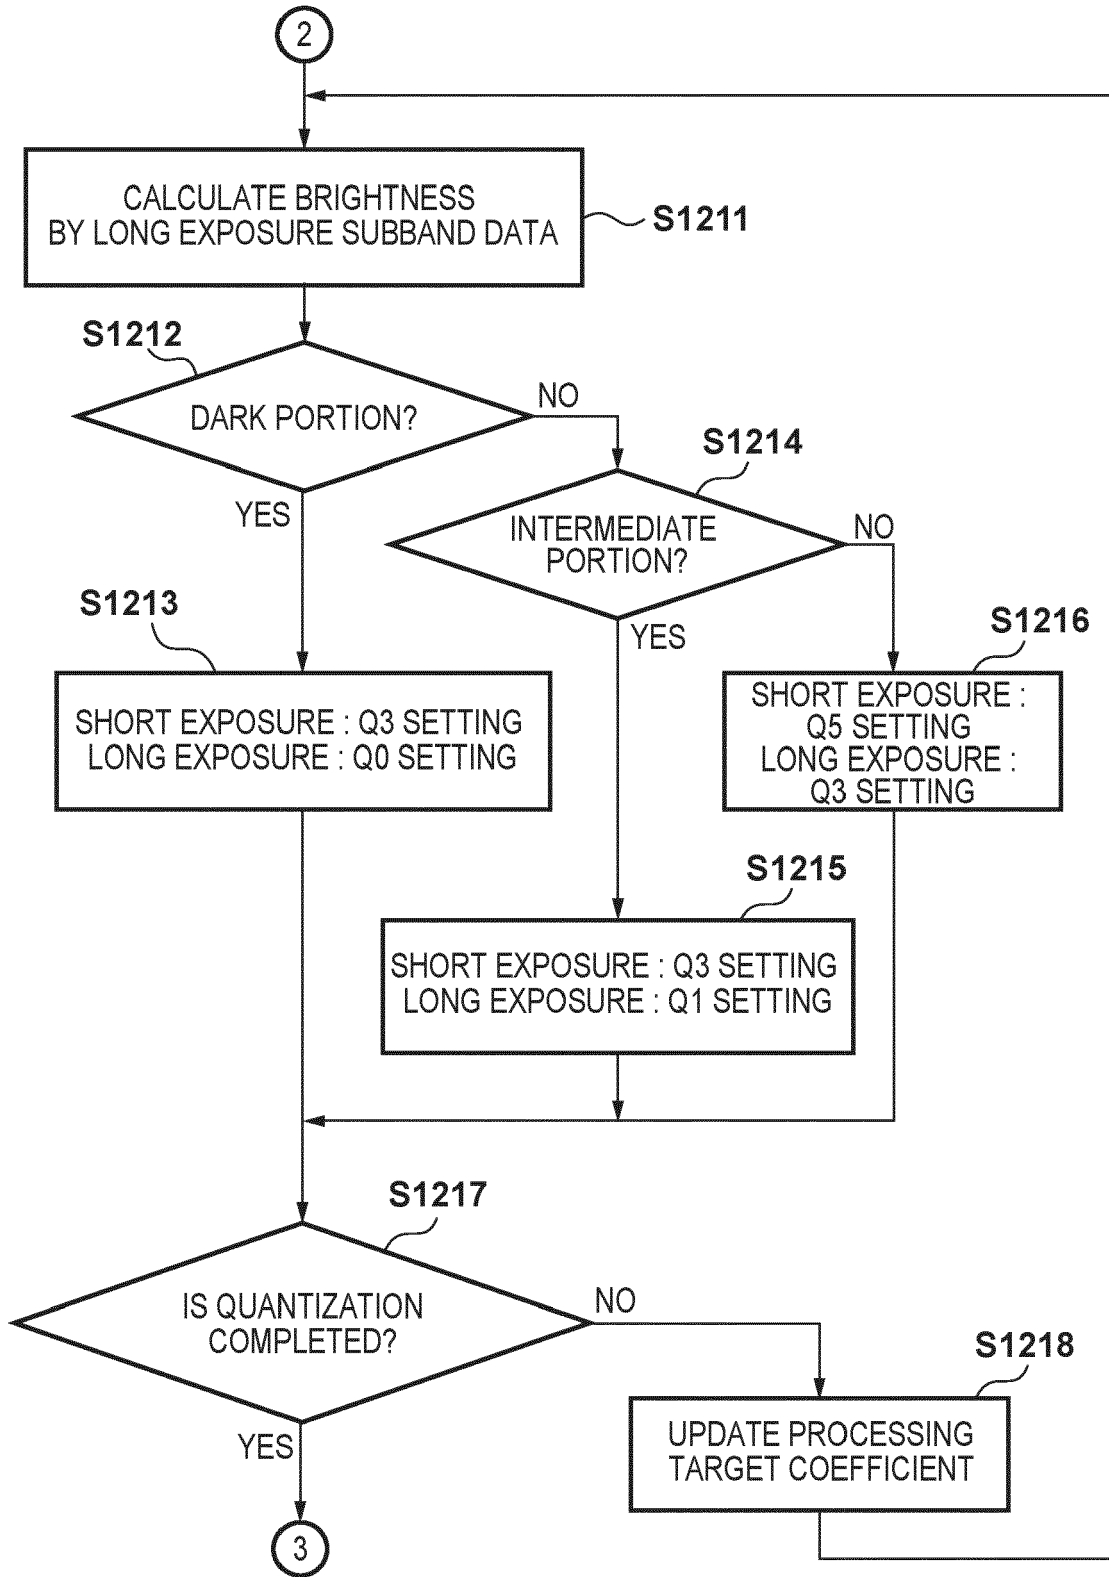 2
CALCULATE BRIGHTNESS
BY LONG EXPOSURE SUBBAND DATA
S1211
S1212
DARK PORTION?
NO
YES
S1214
INTERMEDIATE
PORTION?
NO
YES
S1213
SHORT EXPOSURE : Q3 SETTING
LONG EXPOSURE : Q0 SETTING
S1216
SHORT EXPOSURE :
Q5 SETTING
LONG EXPOSURE :
Q3 SETTING
S1215
SHORT EXPOSURE : Q3 SETTING
LONG EXPOSURE : Q1 SETTING
S1217
IS QUANTIZATION
COMPLETED?
NO
YES
S1218
UPDATE PROCESSING
TARGET COEFFICIENT
3